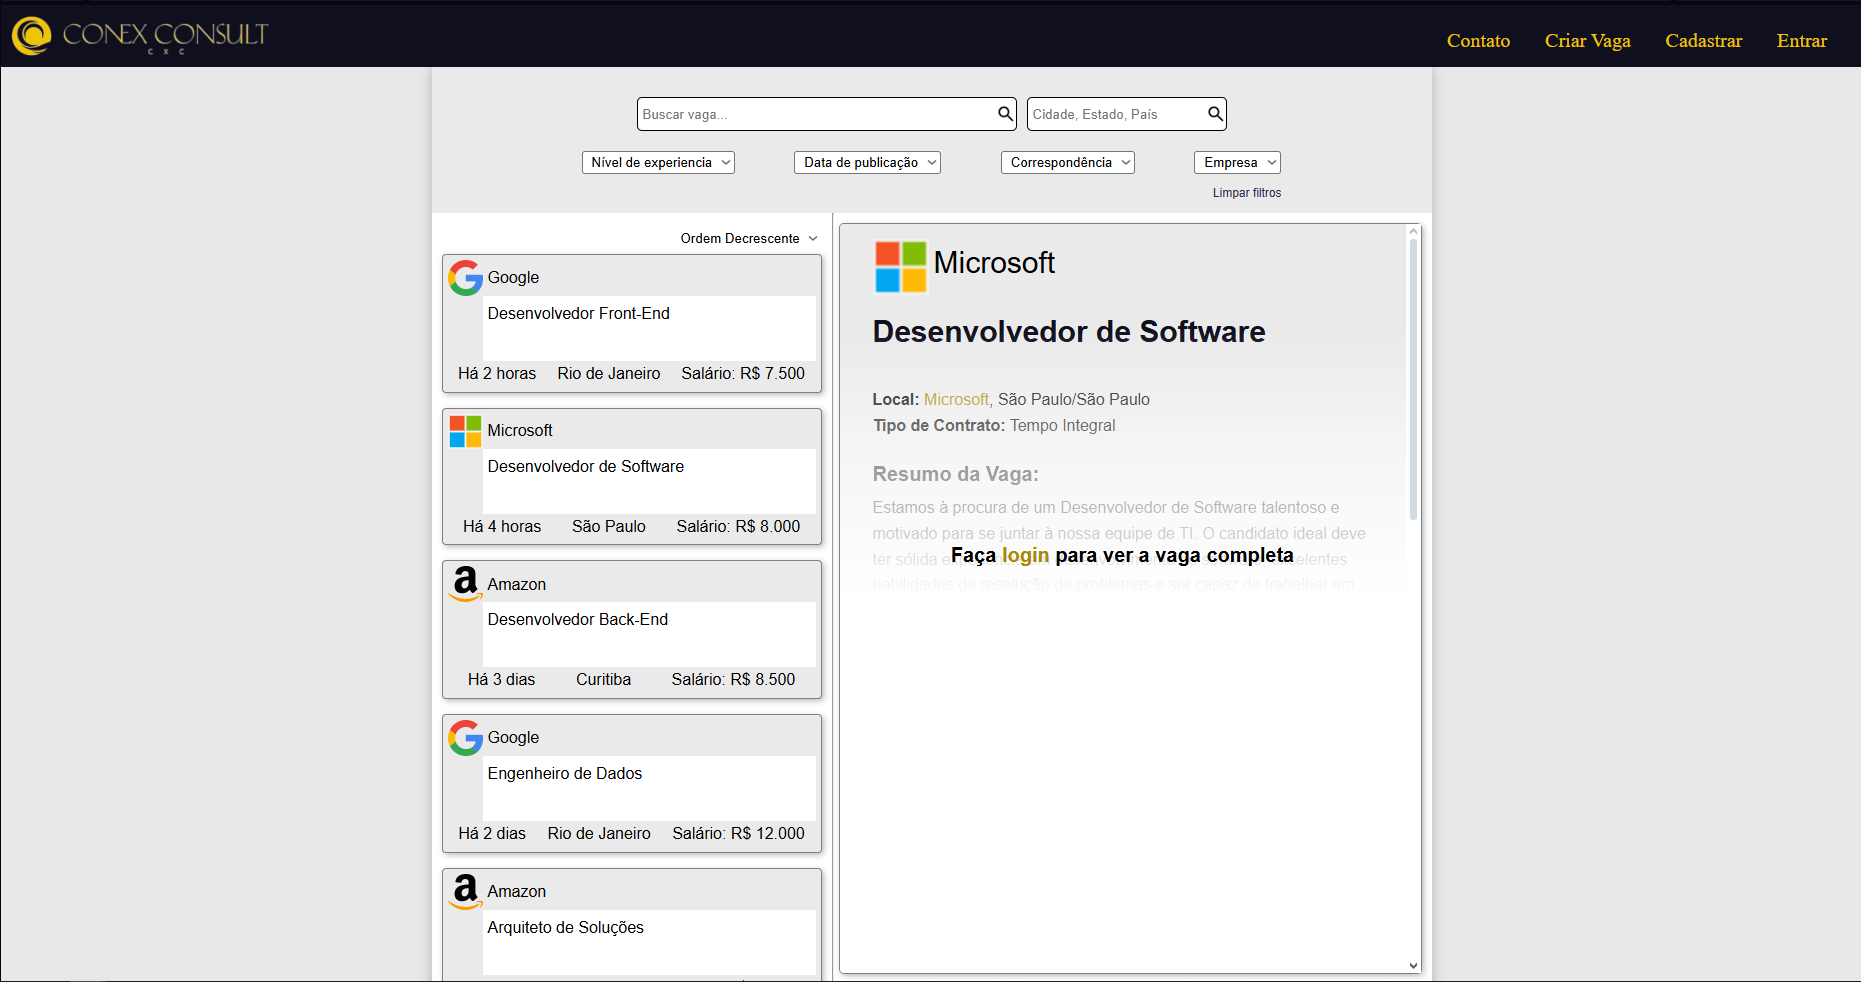 CONEX CONSULT
CXC
Contato
Criar Vaga
Cadastrar
Entrar
Buscar vaga...
Cidade, Estado, País
Nível de experiencia
Data de publicação
Correspondência
Empresa
Limpar filtros
Ordem Decrescente
Google
Desenvolvedor Front-End
Há 2 horas Rio de Janeiro Salário: R$ 7.500
Microsoft
Desenvolvedor de Software
Há 4 horas São Paulo Salário: R$ 8.000
Amazon
Desenvolvedor Back-End
Há 3 dias Curitiba Salário: R$ 8.500
Google
Engenheiro de Dados
Há 2 dias Rio de Janeiro Salário: R$ 12.000
Amazon
Arquiteto de Soluções
Microsoft
Desenvolvedor de Software
Local: Microsoft, São Paulo/São Paulo
Tipo de Contrato: Tempo Integral
Resumo da Vaga:
Estamos à procura de um Desenvolvedor de Software talentoso e
motivado para se juntar à nossa equipe de TI. O candidato ideal deve
ter sólida
habilidades de resolução de problemas e ser capaz de trabalhar em
Faça login para ver a vaga completa